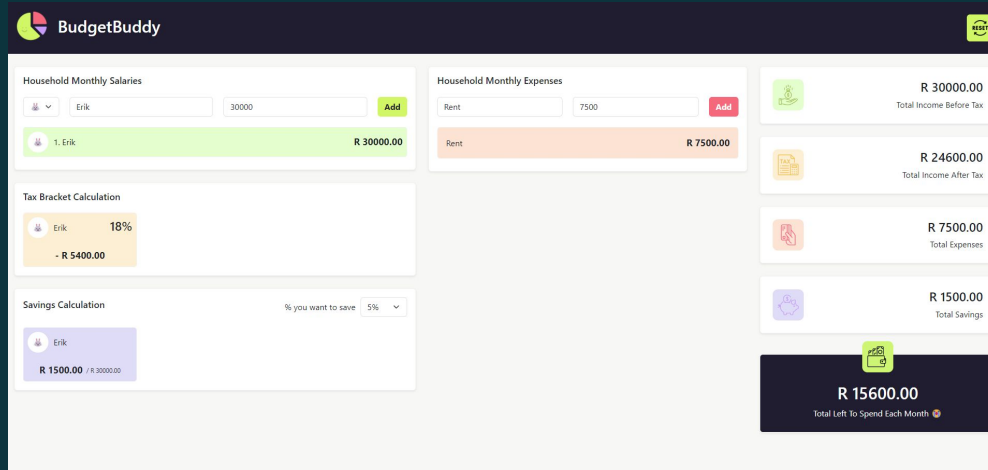 BudgetBuddy
RESET
Household Monthly Salaries
Erik
30000
Add
1. Erik
R 30000.00
Tax Bracket Calculation
Erik
18%
- R 5400.00
Savings Calculation
% you want to save
5%
Erik
R 1500.00 / R 30000.00
Household Monthly Expenses
Rent
7500
Add
Rent
R 7500.00
R 30000.00
Total Income Before Tax
TAX
R 24600.00
Total Income After Tax
R 7500.00
Total Expenses
R 1500.00
Total Savings
R 15600.00
Total Left To Spend Each Month